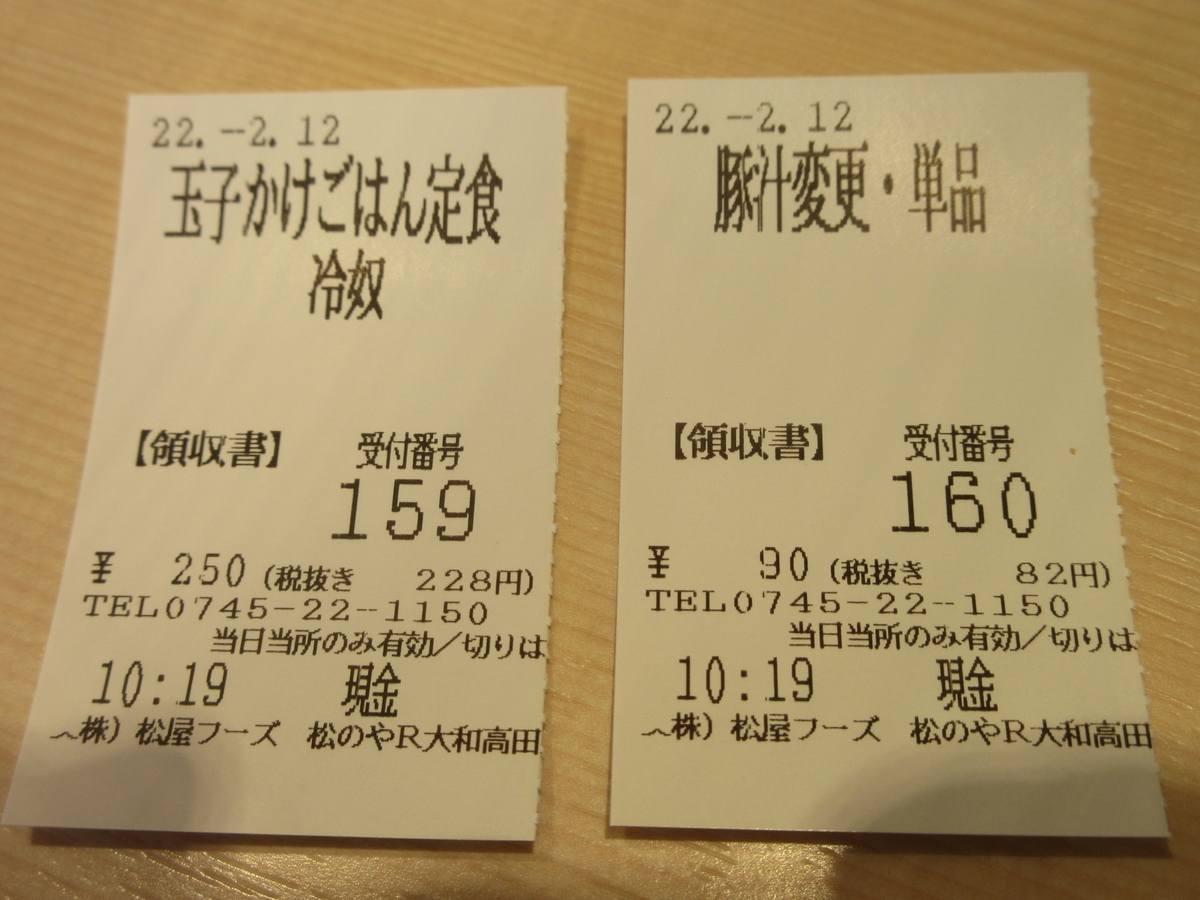 22.--2.12
玉子かけごはん定食
冷奴
【領収書】 受付番号
159
¥ 250 (税抜き 228円)
TEL0745-22--1150
当日当所のみ有効/切りは
10:19 現金
株) 松屋フーズ 松のやR大和高田
22.--2.12
豚汁変更・単品
【領収書】 受付番号
160
¥ 90 (税抜き 82円)
TEL0745-22--1150
当日当所のみ有効/切りは
10:19 現金
株) 松屋フーズ 松のやR大和高田